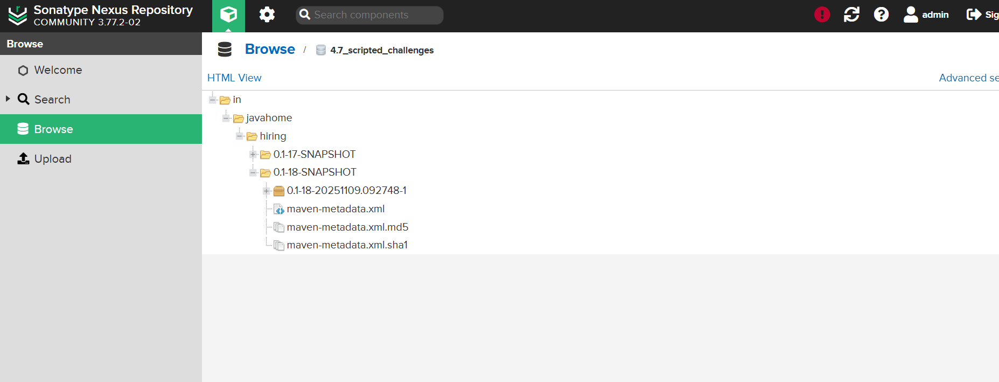 Sonatype Nexus Repository
COMMUNITY 3.77.2-02
Search components
admin
Sig
Browse
Welcome
Search
Browse
Upload
Browse / 4.7_scripted_challenges
HTML View
Advanced se
in
javahome
hiring
0.1-17-SNAPSHOT
0.1-18-SNAPSHOT
0.1-18-20251109.092748-1
maven-metadata.xml
maven-metadata.xml.md5
maven-metadata.xml.sha1